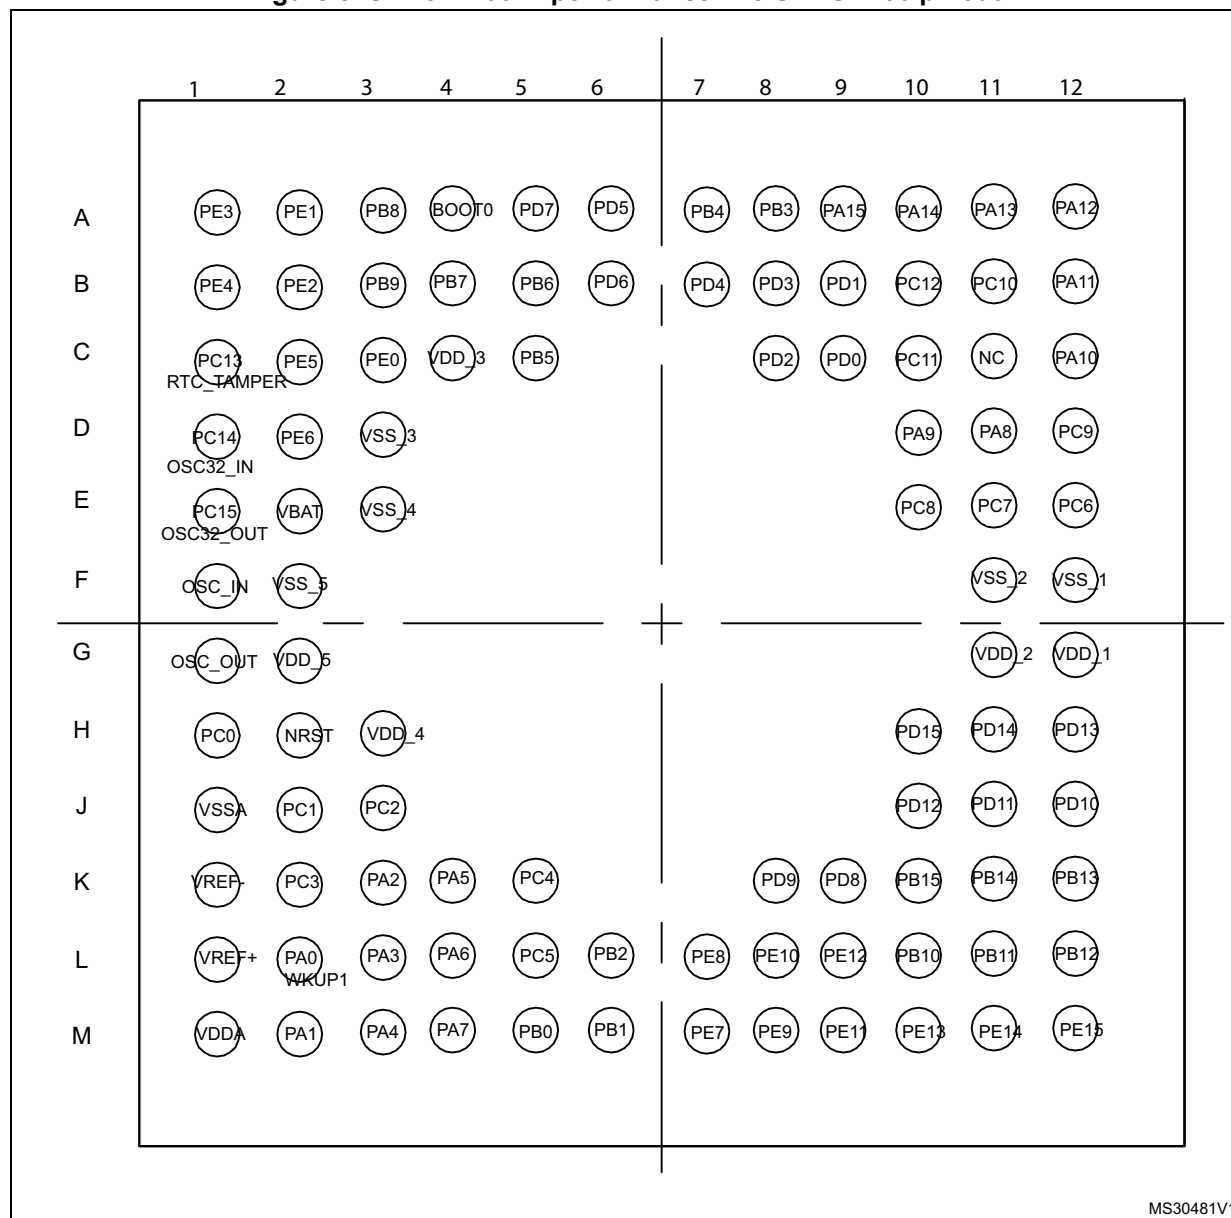 1 2 3 4 5 6 7 8 9 10 11 12
A PE3 PE1 PB8 BOOT0 PD7 PD5 PB4 PB3 PA15 PA14 PA13 PA12
B PE4 PE2 PB9 PB7 PB6 PD6 PD4 PD3 PD1 PC12 PC10 PA11
C PC13 PE5 PE0 VDD_3 PB5 PD2 PD0 PC11 NC PA10
RTC_TAMPER
D PC14 PE6 VSS_3 PA9 PA8 PC9
OSC32_IN
E PC15 VBAT VSS_4 PC8 PC7 PC6
OSC32_OUT
F OSC_IN VSS_5 VSS_2 VSS_1
G OSC_OUT VDD_5 VDD_2 VDD_1
H PC0 NRST VDD_4 PD15 PD14 PD13
J VSSA PC1 PC2 PD12 PD11 PD10
K VREF- PC3 PA2 PA5 PC4 PD9 PD8 PB15 PB14 PB13
L VREF+ PA0 PA3 PA6 PC5 PB2 PE8 PE10 PE12 PB10 PB11 PB12
WKUP1
M VDDA PA1 PA4 PA7 PB0 PB1 PE7 PE9 PE11 PE13 PE14 PE15
MS30481V1